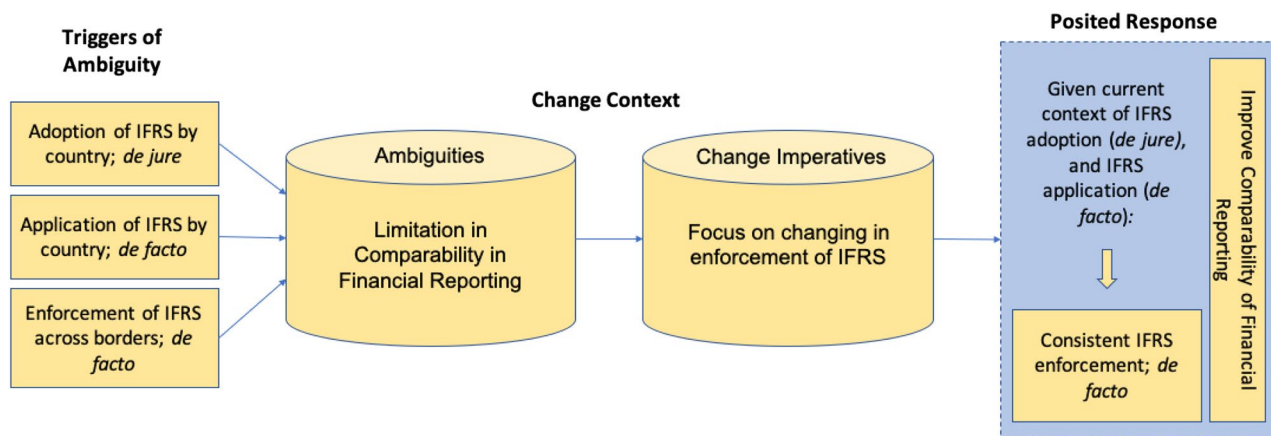 Triggers of
Ambiguity
Adoption of IFRS by
country; de jure
Application of IFRS by
country; de facto
Enforcement of IFRS
across borders; de
facto
Change Context
Ambiguities
Limitation in
Comparability in
Financial Reporting
Change Imperatives
Focus on changing in
enforcement of IFRS
Posited Response
Given current
context of IFRS
adoption (de jure),
and IFRS
application (de
facto):
Consistent IFRS
enforcement; de
facto
Improve Comparability of Financial
Reporting